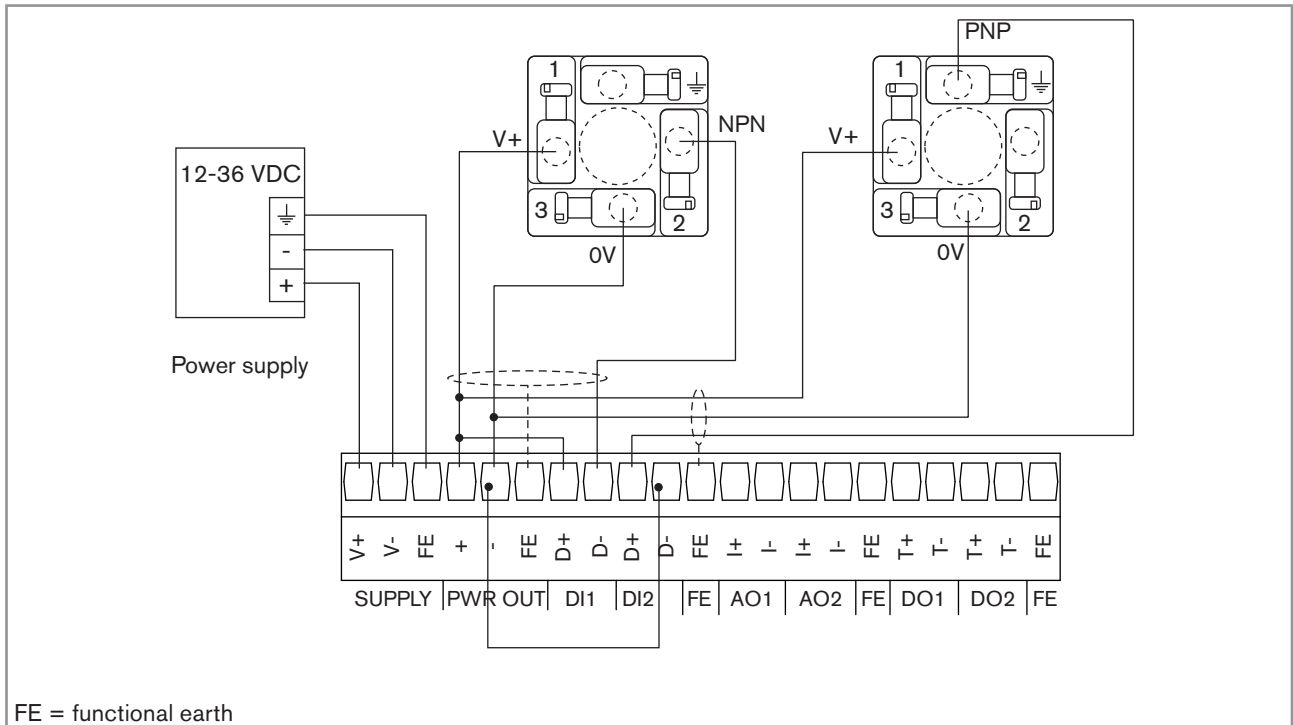 PNP
1
1
NPN
V+
V+
12-36 VDC
3
2
3
2
-
0V
0V
+
Power supply
V+ V- FE + - FE D+ D- D+ D- FE I+ I- I+ I- FE T+ T- T+ T- FE
SUPPLY PWR OUT DI1 DI2 FE AO1 AO2 FE DO1 DO2 FE
FE = functional earth